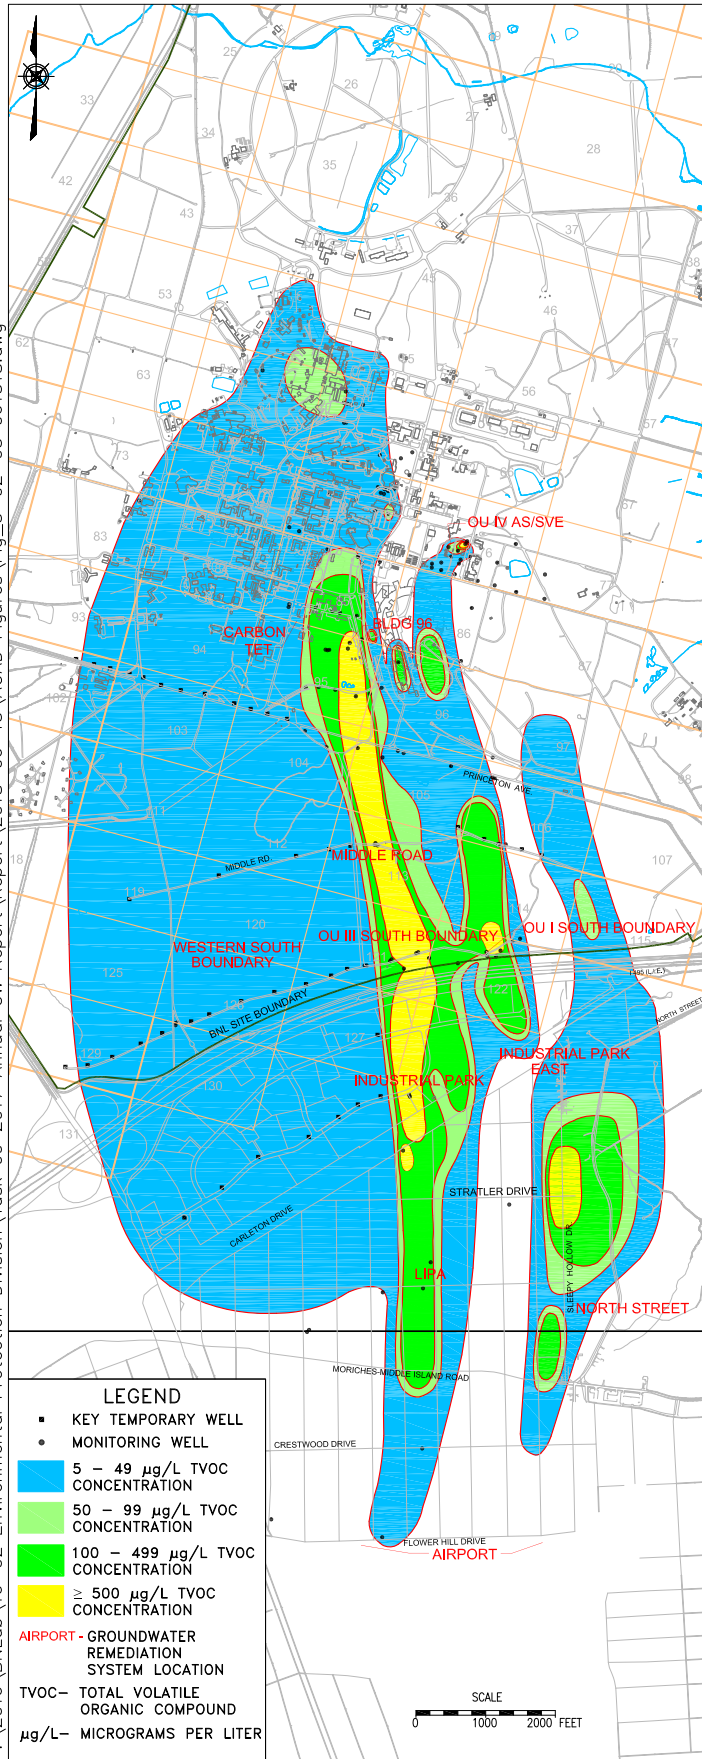 25
26
27
28
33
34
35
36
37
38
42
43
45
46
47
53
56
57
62
63
73
83
OU IV AS/SVE
93
94
CARBON
TET
BLDG 96
86
87
95
96
97
98
102
103
104
105
PRINCETON AVE
106
107
111
112
MIDDLE RD.
MIDDLE ROAD
18
119
120
114
OU III SOUTH BOUNDARY
OU I SOUTH BOUNDARY
115
WESTERN SOUTH
BOUNDARY
125
122
I-495 (L.I.E.)
BNL SITE BOUNDARY
NORTH STREET
127
129
130
INDUSTRIAL PARK
EAST
INDUSTRIAL PARK
131
STRATLER DRIVE
CARLETON DRIVE
SLEEPY HOLLOW DR.
LIPA
NORTH STREET
MORICHES-MIDDLE ISLAND ROAD
CRESTWOOD DRIVE
FLOWER HILL DRIVE
AIRPORT
LEGEND
KEY TEMPORARY WELL
MONITORING WELL
5 – 49 µg/L TVOC
CONCENTRATION
50 – 99 µg/L TVOC
CONCENTRATION
100 – 499 µg/L TVOC
CONCENTRATION
≥ 500 µg/L TVOC
CONCENTRATION
AIRPORT - GROUNDWATER
REMEDIATION
SYSTEM LOCATION
TVOC– TOTAL VOLATILE
ORGANIC COMPOUND
µg/L– MICROGRAMS PER LITER
SCALE
0 1000 2000 FEET